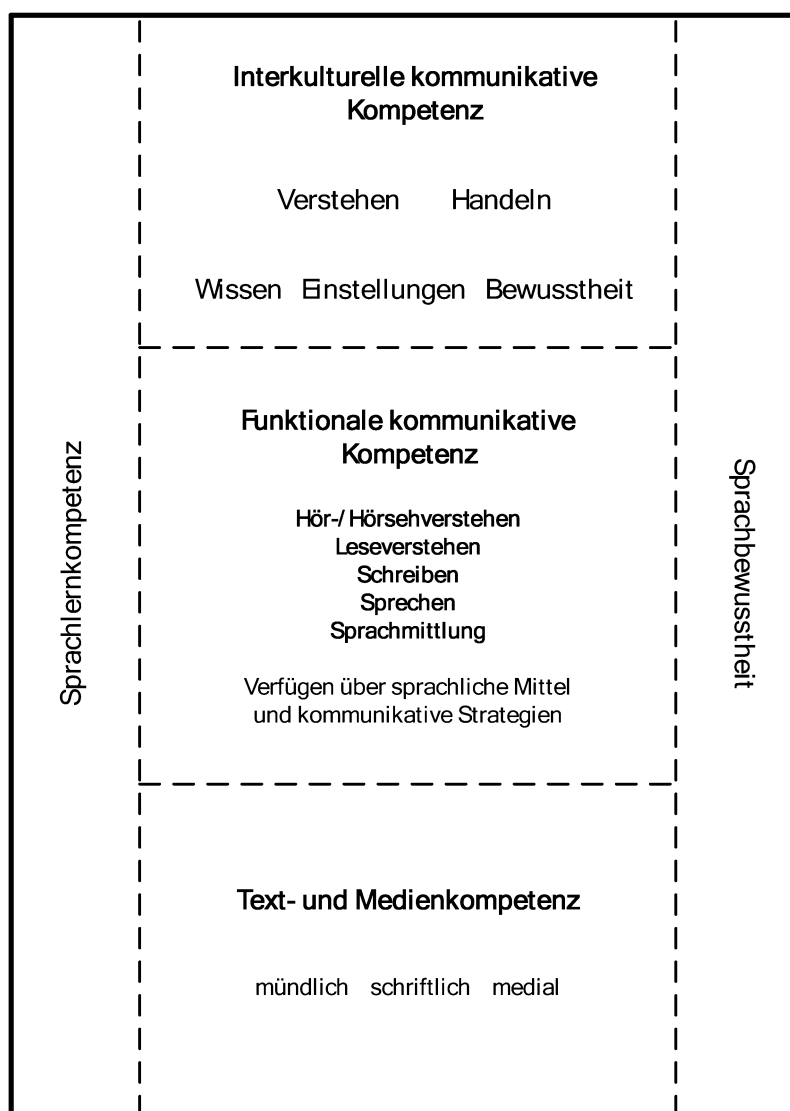 Interkulturelle kommunikative
Kompetenz
Verstehen Handeln
Wissen Einstellungen Bewusstheit
Sprachlernkompetenz
Funktionale kommunikative
Kompetenz
Hör-/ Hörsehverstehen
Leseverstehen
Schreiben
Sprechen
Sprachmittlung
Verfügen über sprachliche Mittel
und kommunikative Strategien
Sprachbewusstheit
Text- und Medienkompetenz
mündlich schriftlich medial